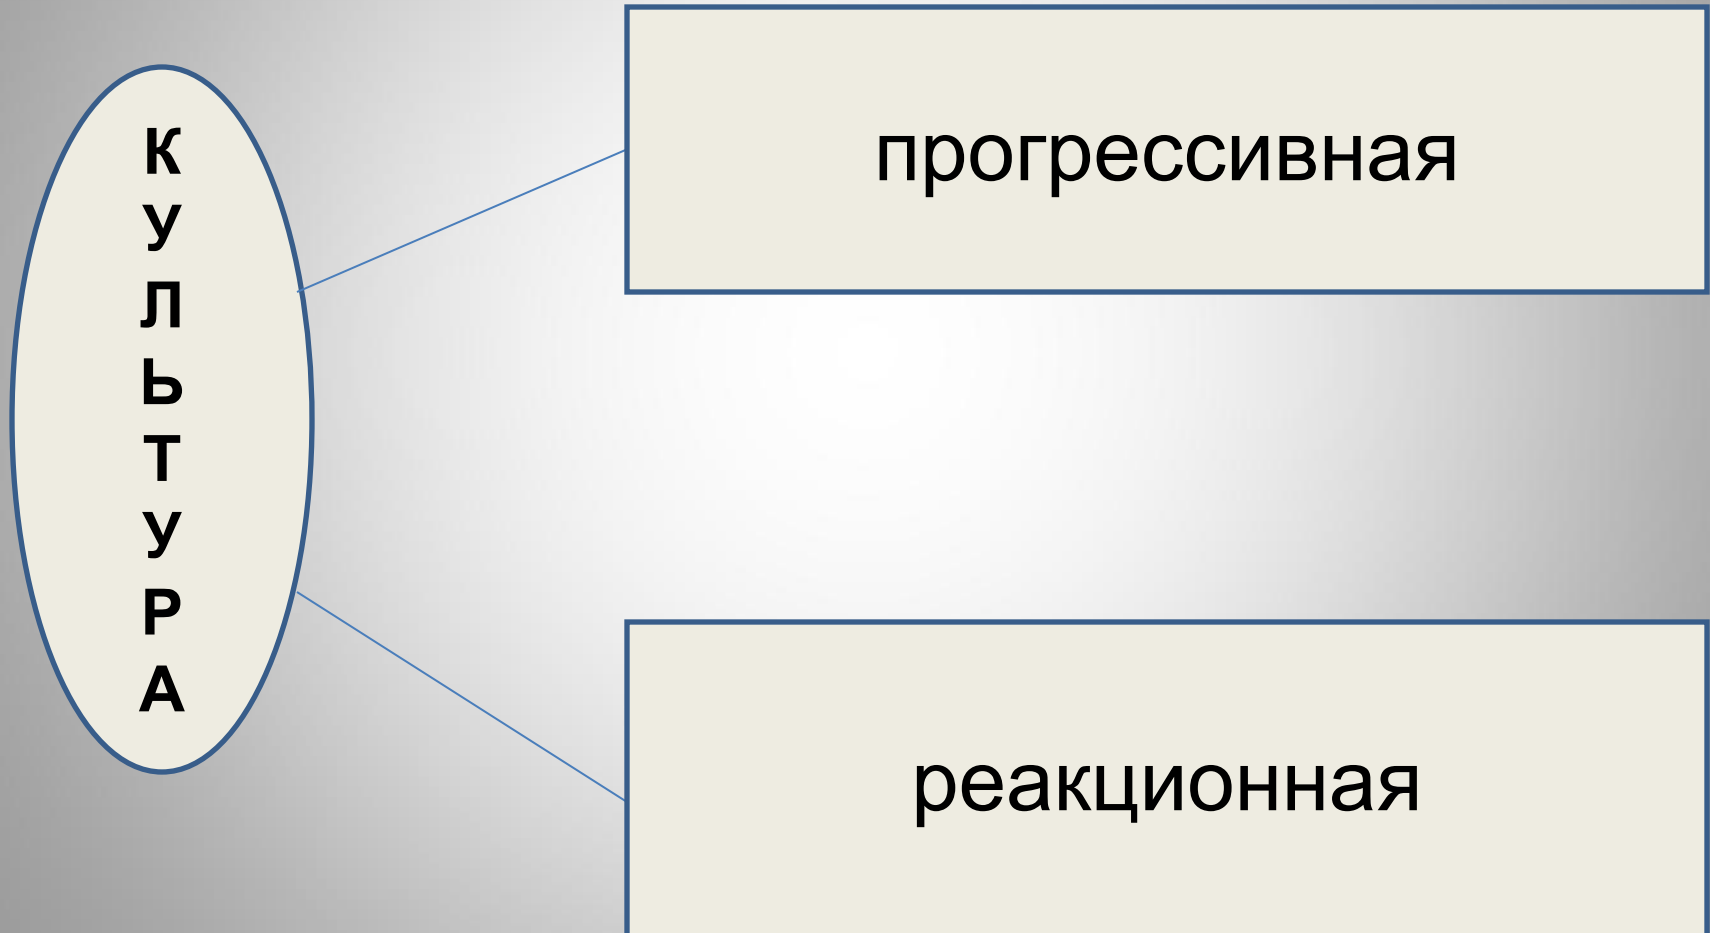 К
У
Л
Ь
Т
У
Р
А
прогрессивная
реакционная